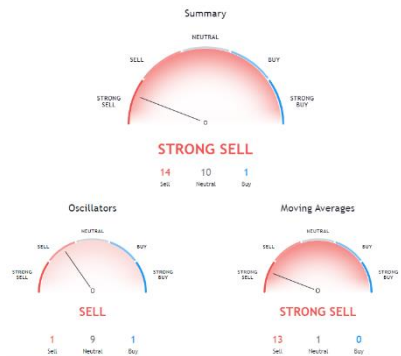 Summary
NEUTRAL
SELL
BUY
STRONG
SELL
STRONG
BUY
0
STRONG SELL
14 10 1
Sell Neutral Buy
Oscillators
NEUTRAL
SELL
BUY
STRONG
SELL
STRONG
BUY
0
SELL
1 9 1
Sell Neutral Buy
Moving Averages
NEUTRAL
SELL
BUY
STRONG
SELL
STRONG
BUY
0
STRONG SELL
13 1 0
Sell Neutral Buy